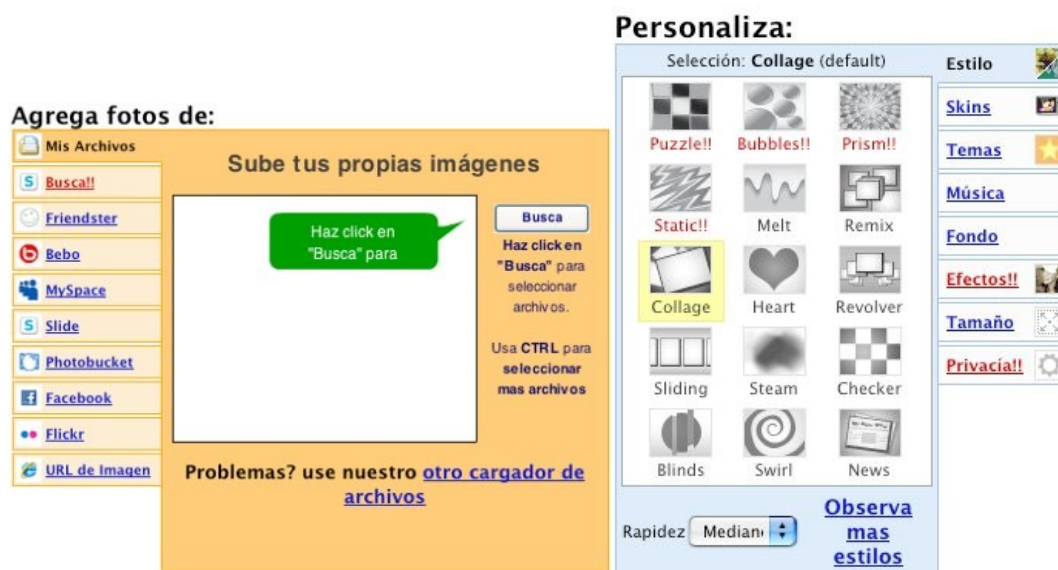 Agrega fotos de:
Mis Archivos
Busca!!
Friendster
Bebo
MySpace
Slide
Photobucket
Facebook
Flickr
URL de Imagen
Sube tus propias imágenes
Haz click en
"Busca" para
Busca
Haz click en
"Busca" para
seleccionar
archivos.
Usa CTRL para
seleccionar
mas archivos
Problemas? use nuestro otro cargador de
archivos
Personaliza:
Selección: Collage (default)
Puzzle!! Bubbles!! Prism!!
Static!! Melt Remix
Collage Heart Revolver
Sliding Steam Checker
Blinds Swirl News
Rapidez
Observa
mas
estilos
Estilo
Skins
Temas
Música
Fondo
Efectos!!
Tamaño
Privacía!!